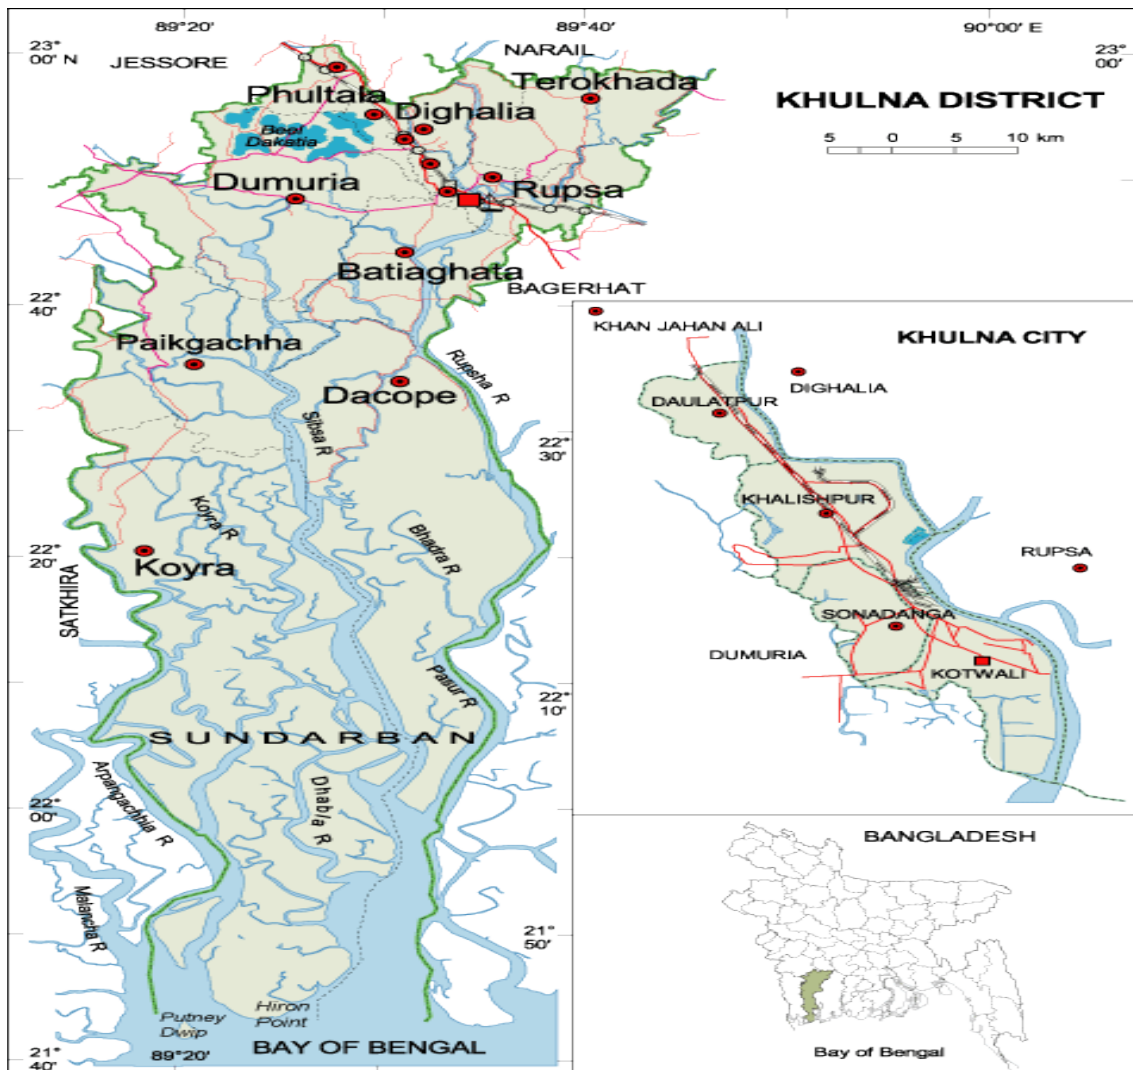 89°20'
89°40'
90°00' E
23°
00' N
JESSORE
NARAIL
23°
00'
Phultala
Terokhada
KHULNA DISTRICT
Dighalia
Beel
Dakatia
5 0 5 10 km
Dumuria
Rupsa
Batiaghata
BAGERHAT
22°
40'
KHAN JAHAN ALI
KHULNA CITY
Paikgachha
Rupsha R
DIGHALIA
Dacope
DAULATPUR
Sibsa R
22°
30'
KHALISHPUR
Koyra R
Bhadra R
22°
20'
Koyra
RUPSA
SATKHIRA
SONADANGA
DUMURIA
KOTWALI
Pasur R
22°
10'
SUNDARBAN
Arpangachhia R
Dhabla R
22°
00'
BANGLADESH
Malancha R
21°
50'
Putney
Dwip
Hiron
Point
89°20'
BAY OF BENGAL
Bay of Bengal
21°
40'